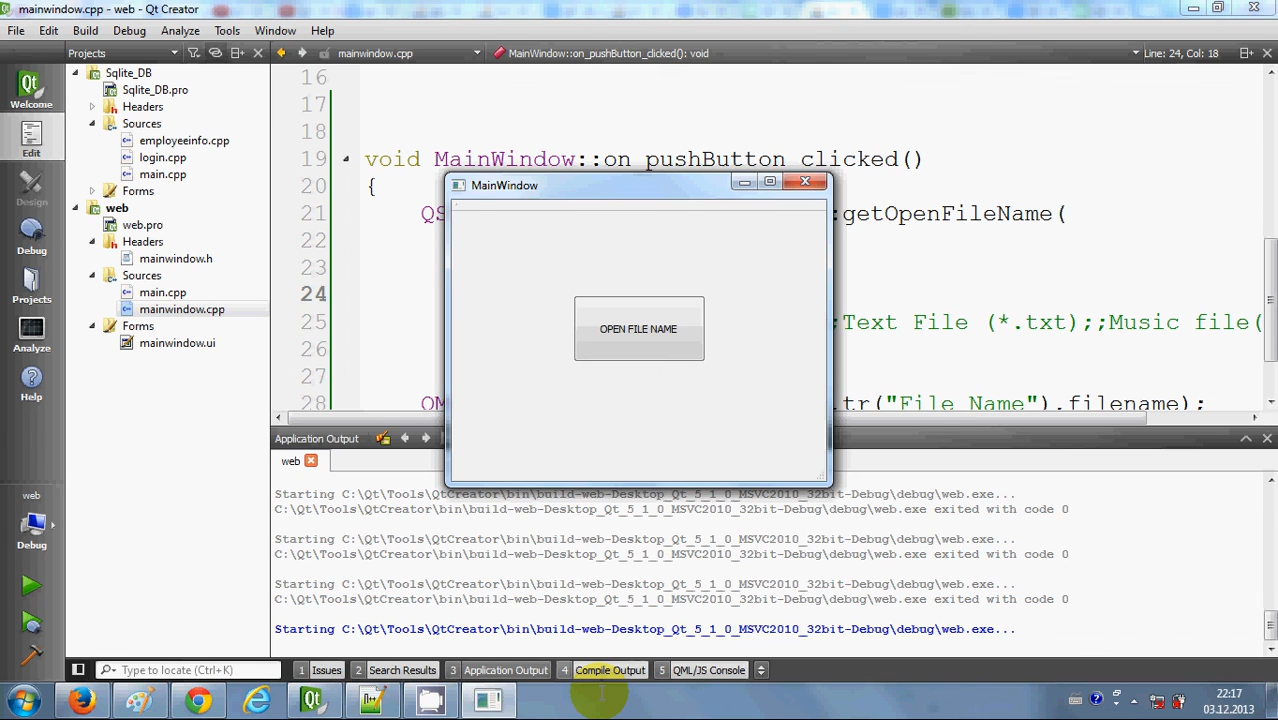 mainwindow.cpp - web - Qt Creator
File Edit Build Debug Analyze Tools Window Help
Projects mainwindow.cpp MainWindow::on_pushButton_clicked(): void Line: 24, Col: 18
Welcome
Edit
Design
Debug
Projects
Analyze
Help
web
Debug
Sqlite_DB
Sqlite_DB.pro
Headers
Sources
employeeinfo.cpp
login.cpp
main.cpp
Forms
web
web.pro
Headers
mainwindow.h
Sources
main.cpp
mainwindow.cpp
Forms
mainwindow.ui
16
17
18
19 void MainWindow::on_pushButton_clicked()
20 {
21 QS :getOpenFileName(
22
23
24
25 ;Text File (*.txt);;Music file(
26
27
28 tr("File Name"),filename);
MainWindow
OPEN FILE NAME
Application Output
web
Starting C:\Qt\Tools\QtCreator\bin\build-web-Desktop_Qt_5_1_0_MSVC2010_32bit-Debug\debug\web.exe...
C:\Qt\Tools\QtCreator\bin\build-web-Desktop_Qt_5_1_0_MSVC2010_32bit-Debug\debug\web.exe exited with code 0
Starting C:\Qt\Tools\QtCreator\bin\build-web-Desktop_Qt_5_1_0_MSVC2010_32bit-Debug\debug\web.exe...
C:\Qt\Tools\QtCreator\bin\build-web-Desktop_Qt_5_1_0_MSVC2010_32bit-Debug\debug\web.exe exited with code 0
Starting C:\Qt\Tools\QtCreator\bin\build-web-Desktop_Qt_5_1_0_MSVC2010_32bit-Debug\debug\web.exe...
C:\Qt\Tools\QtCreator\bin\build-web-Desktop_Qt_5_1_0_MSVC2010_32bit-Debug\debug\web.exe exited with code 0
Starting C:\Qt\Tools\QtCreator\bin\build-web-Desktop_Qt_5_1_0_MSVC2010_32bit-Debug\debug\web.exe...
Type to locate (Ctrl+K) 1 Issues 2 Search Results 3 Application Output 4 Compile Output 5 QML/JS Console
22:17
03.12.2013